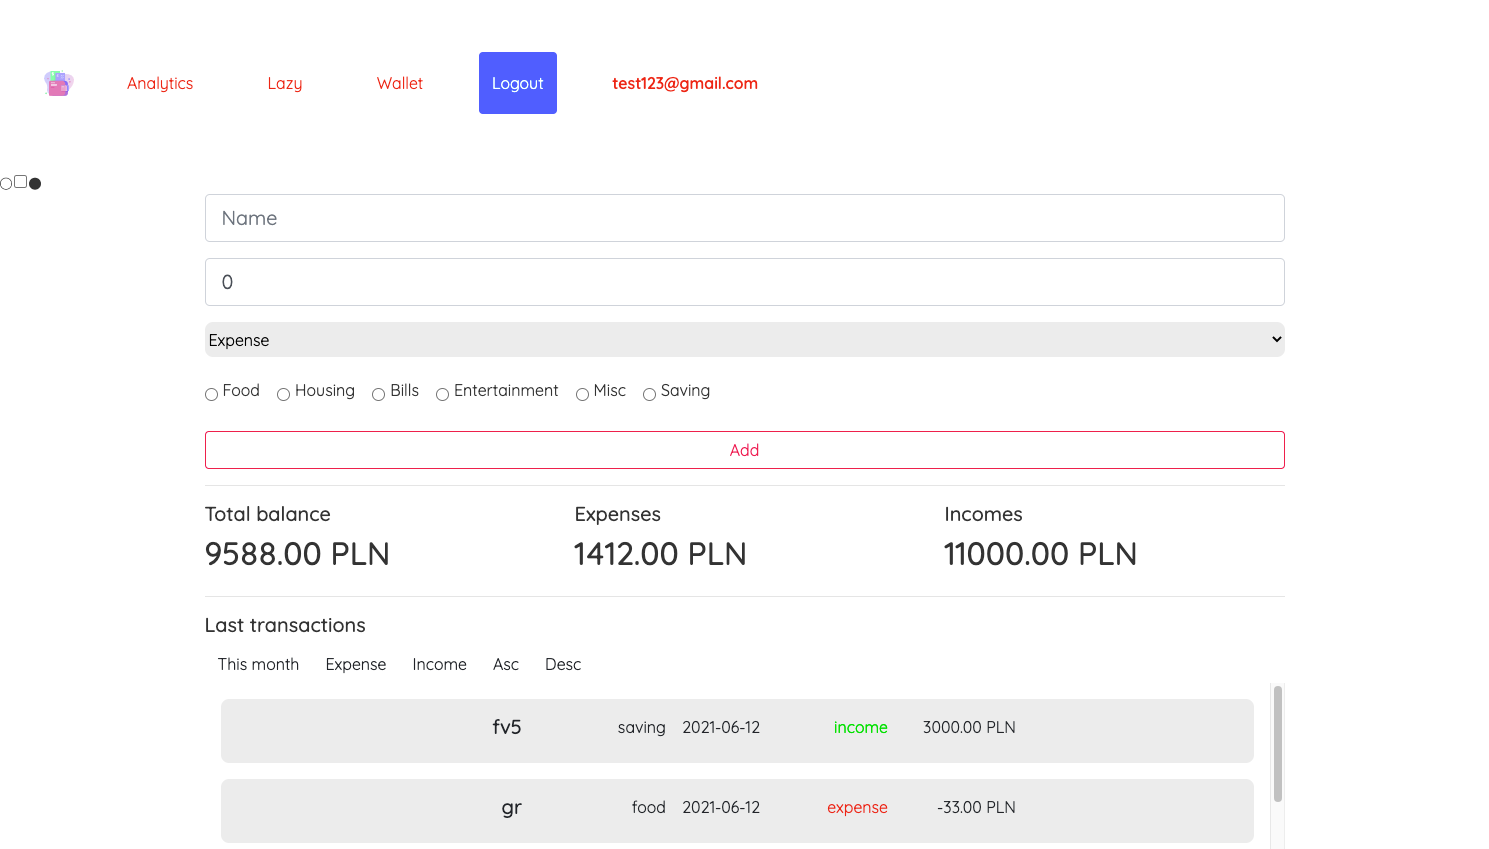 Analytics Lazy Wallet Logout test123@gmail.com
Name
0
Expense
Food Housing Bills Entertainment Misc Saving
Add
Total balance Expenses Incomes
9588.00 PLN 1412.00 PLN 11000.00 PLN
Last transactions
This month Expense Income Asc Desc
fv5 saving 2021-06-12 income 3000.00 PLN
gr food 2021-06-12 expense -33.00 PLN